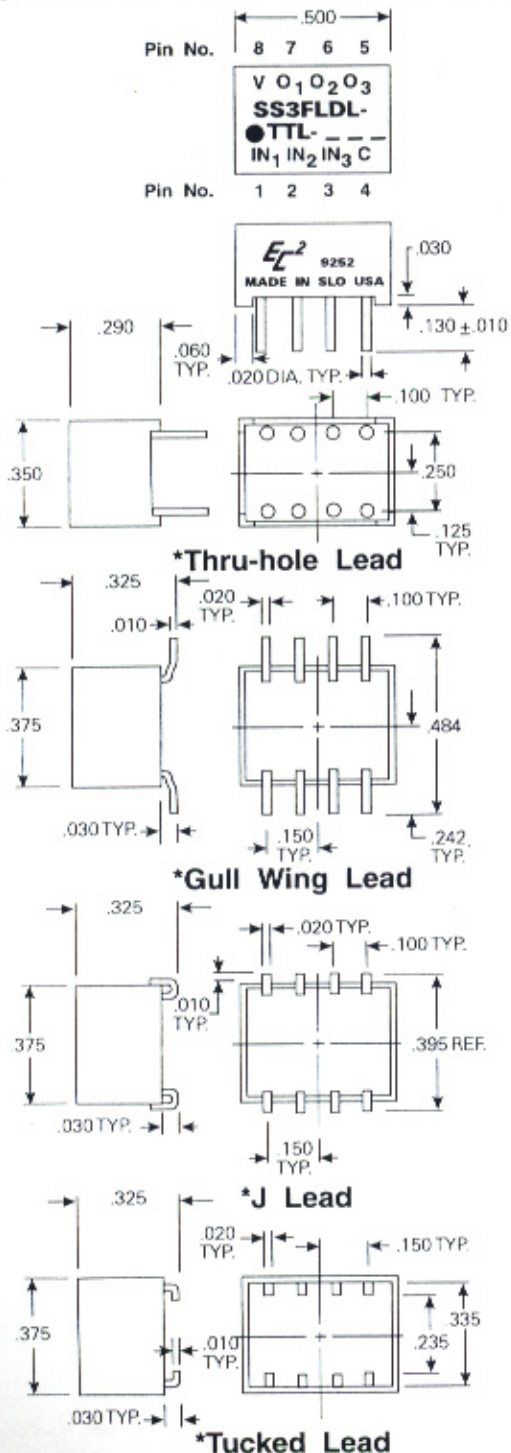 .500
Pin No. 8 7 6 5
V O1 O2 O3
SS3FLDL-
●TTL- _ _ _
IN1 IN2 IN3 C
Pin No. 1 2 3 4
EC² 9252
MADE IN SLO USA
.030
.130 ±.010
.290
.060 TYP.
.020 DIA. TYP.
.100 TYP.
.350
.250
.125 TYP.
*Thru-hole Lead
.325
.020 TYP.
.100 TYP.
.010
.375
.484
.030 TYP.
.150 TYP.
.242 TYP.
*Gull Wing Lead
.325
.020 TYP.
.100 TYP.
.010 TYP.
.375
.395 REF.
.030 TYP.
.150 TYP.
*J Lead
.325
.020 TYP.
.150 TYP.
.375
.010 TYP.
.235
.335
.030 TYP.
*Tucked Lead